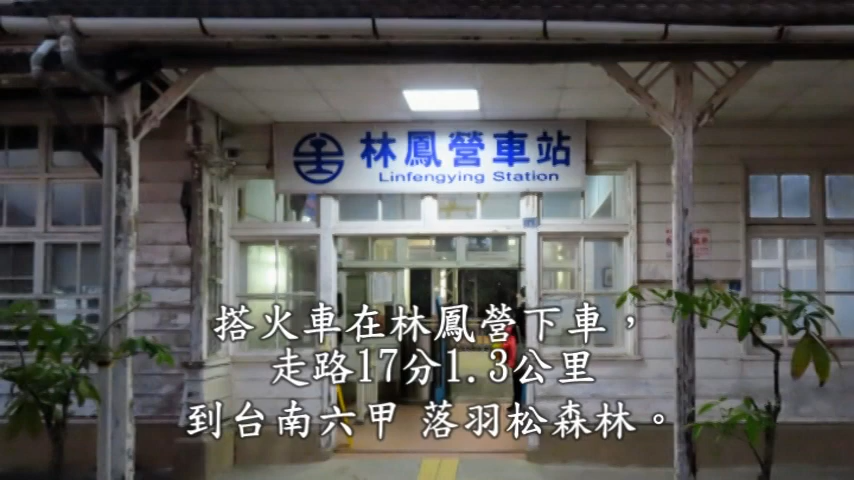 林鳳營車站
Linfengying Station
搭火車在林鳳營下車，
走路17分1.3公里
到台南六甲 落羽松森林。